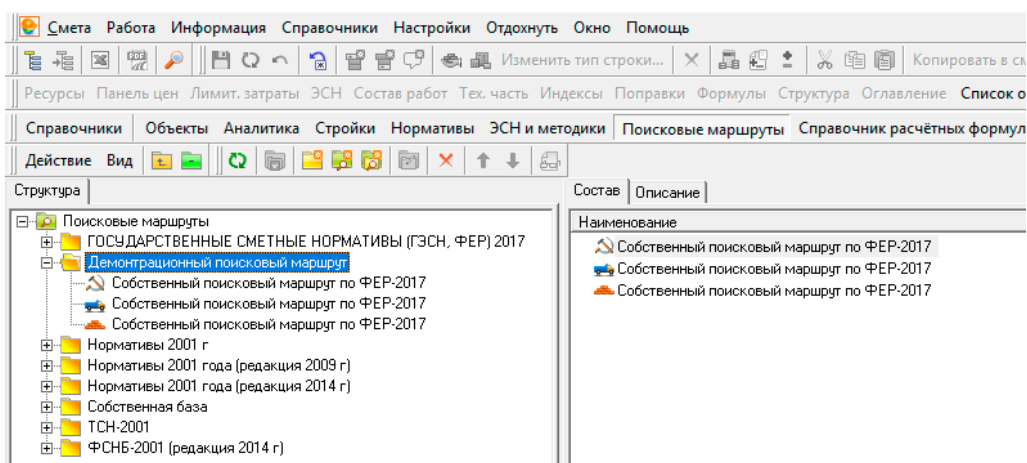 Смета Работа Информация Справочники Настройки Отдохнуть Окно Помощь
Изменить тип строки... Копировать в см
Ресурсы Панель цен Лимит. затраты ЭСН Состав работ Тех. часть Индексы Поправки Формулы Структура Оглавление Список о
Справочники Объекты Аналитика Стройки Нормативы ЭСН и методики Поисковые маршруты Справочник расчётных формул
Действие Вид
Структура
Состав Описание
Поисковые маршруты
ГОСУДАРСТВЕННЫЕ СМЕТНЫЕ НОРМАТИВЫ (ГЭСН, ФЕР) 2017
Демонтрационный поисковый маршрут
Собственный поисковый маршрут по ФЕР-2017
Собственный поисковый маршрут по ФЕР-2017
Собственный поисковый маршрут по ФЕР-2017
Нормативы 2001 г
Нормативы 2001 года (редакция 2009 г)
Нормативы 2001 года (редакция 2014 г)
Собственная база
ТСН-2001
ФСНБ-2001 (редакция 2014 г)
Наименование
Собственный поисковый маршрут по ФЕР-2017
Собственный поисковый маршрут по ФЕР-2017
Собственный поисковый маршрут по ФЕР-2017